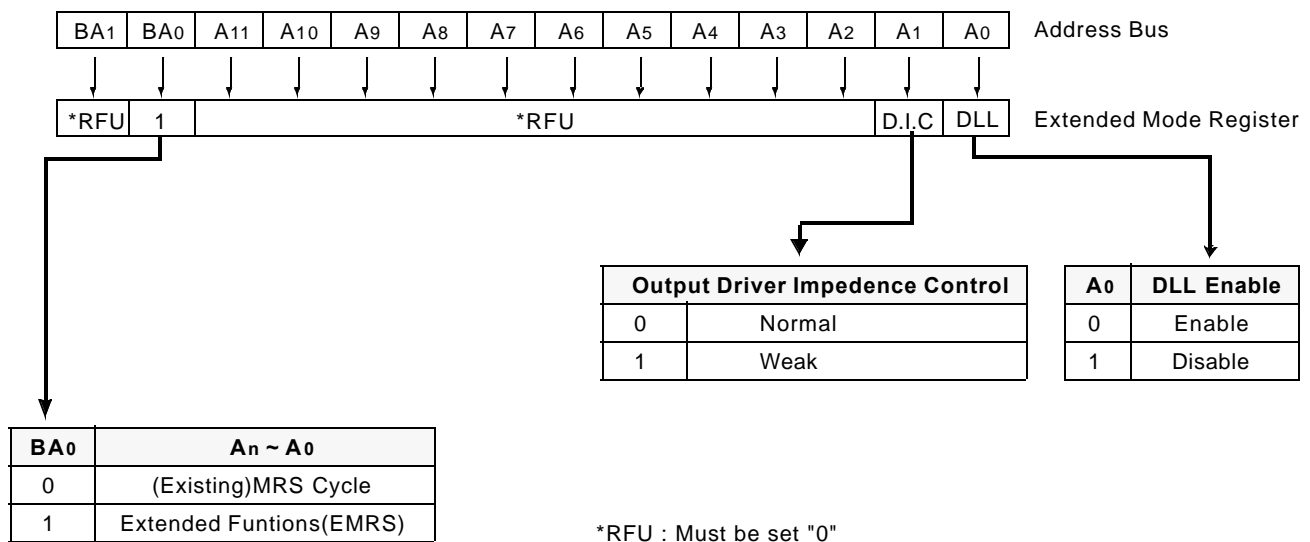 BA1 BA0 A11 A10 A9 A8 A7 A6 A5 A4 A3 A2 A1 A0 Address Bus
*RFU 1 *RFU D.I.C DLL Extended Mode Register
Output Driver Impedence Control
0 Normal
1 Weak
A0 DLL Enable
0 Enable
1 Disable
BA0 An ~ A0
0 (Existing)MRS Cycle
1 Extended Funtions(EMRS)
*RFU : Must be set "0"